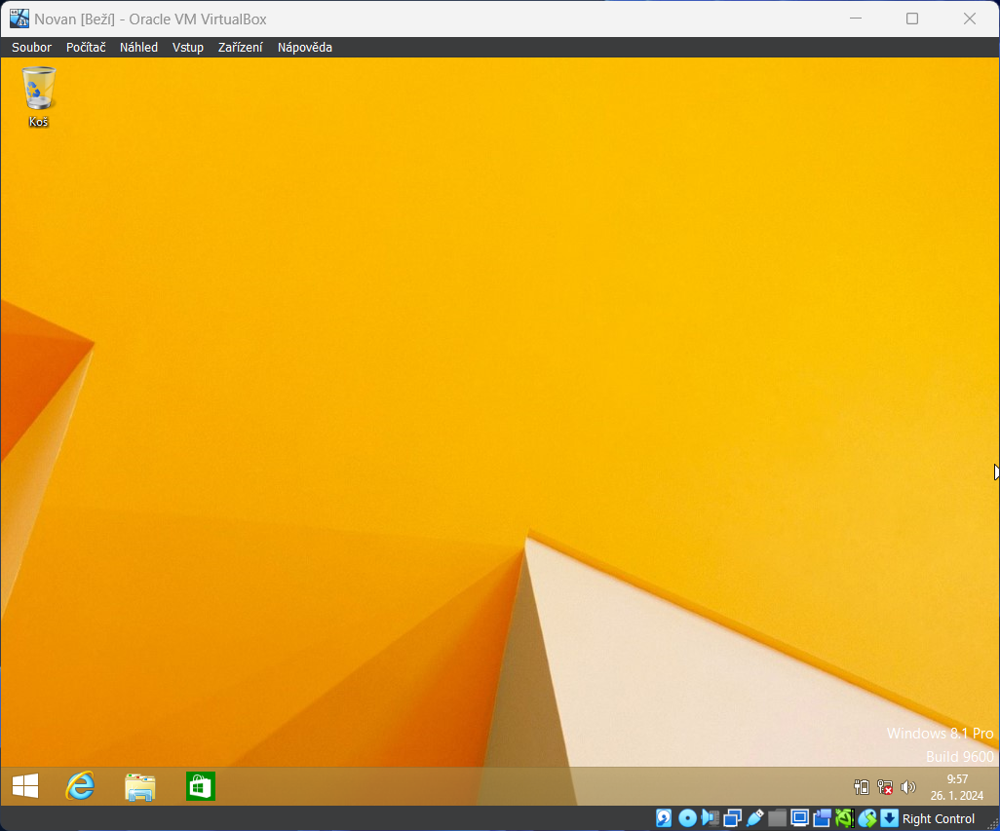 Novan [Beží] - Oracle VM VirtualBox
Soubor Počítač Náhled Vstup Zařízení Nápověda
Koš
Windows 8.1 Pro
Build 9600
9:57
26. 1. 2024
Right Control